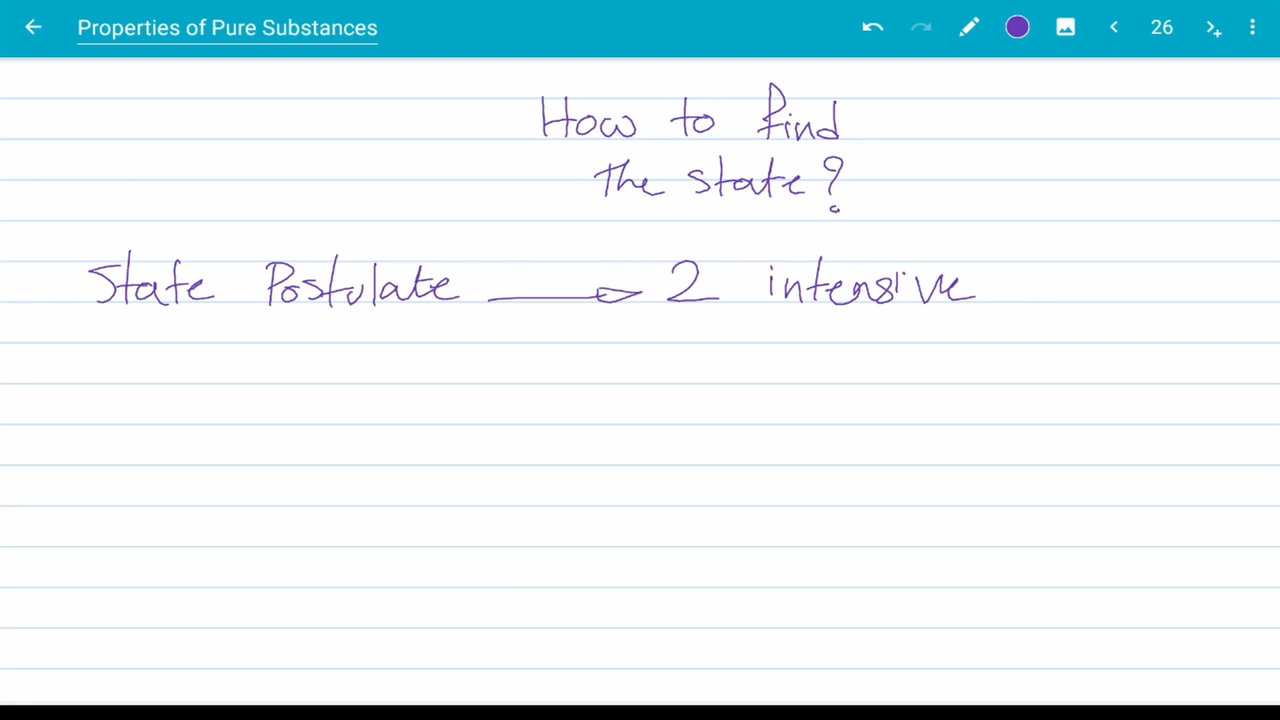 Properties of Pure Substances
26
How to find
the state?
State Postulate → 2 intensive